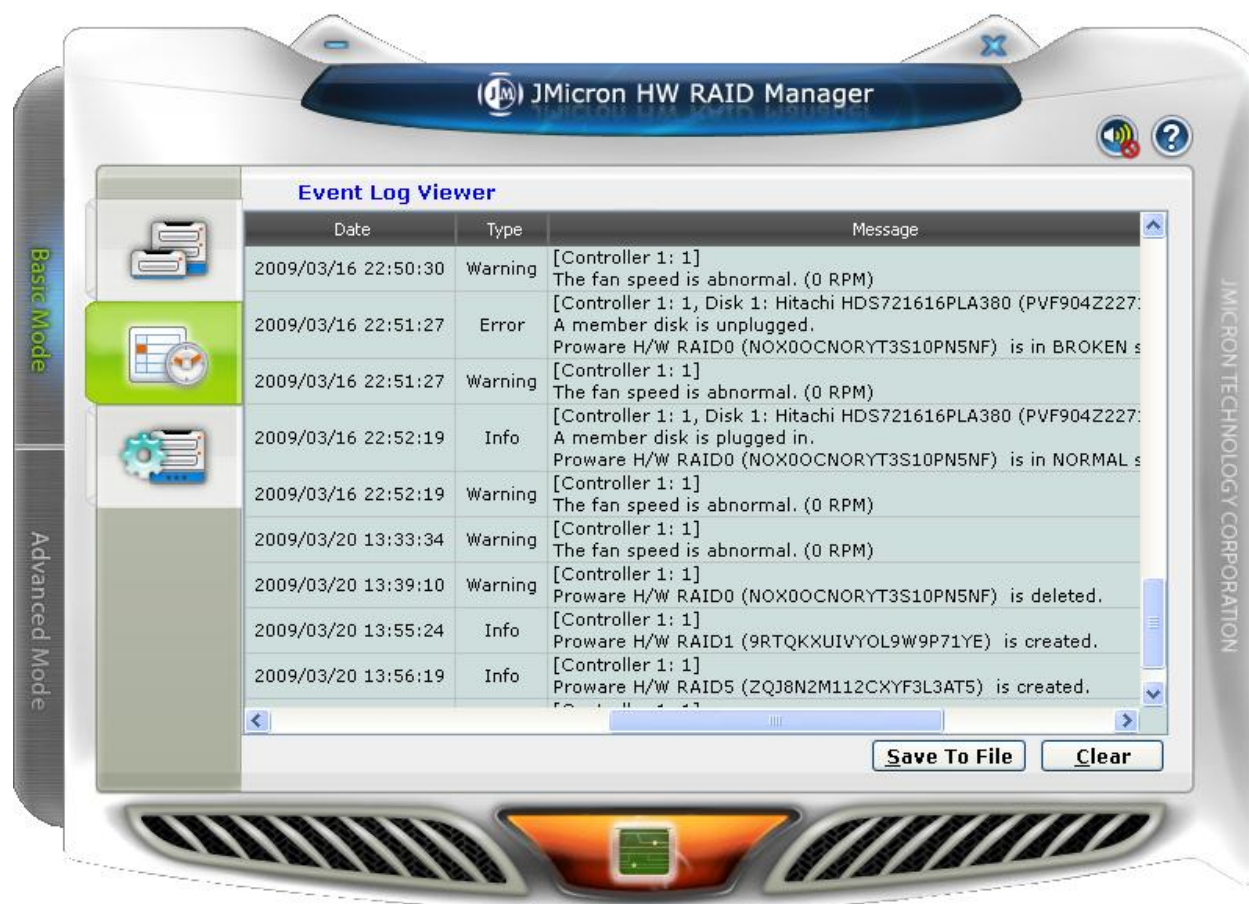 JMicron HW RAID Manager
Basic Mode
Advanced Mode
JMICRON TECHNOLOGY CORPORATION
Event Log Viewer
Date Type Message
2009/03/16 22:50:30 Warning [Controller 1: 1]
The fan speed is abnormal. (0 RPM)
2009/03/16 22:51:27 Error [Controller 1: 1, Disk 1: Hitachi HDS721616PLA380 (PVF904Z2271
A member disk is unplugged.
Proware H/W RAID0 (NOX0OCNORYT3S10PN5NF) is in BROKEN s
2009/03/16 22:51:27 Warning [Controller 1: 1]
The fan speed is abnormal. (0 RPM)
2009/03/16 22:52:19 Info [Controller 1: 1, Disk 1: Hitachi HDS721616PLA380 (PVF904Z2271
A member disk is plugged in.
Proware H/W RAID0 (NOX0OCNORYT3S10PN5NF) is in NORMAL s
2009/03/16 22:52:19 Warning [Controller 1: 1]
The fan speed is abnormal. (0 RPM)
2009/03/20 13:33:34 Warning [Controller 1: 1]
The fan speed is abnormal. (0 RPM)
2009/03/20 13:39:10 Warning [Controller 1: 1]
Proware H/W RAID0 (NOX0OCNORYT3S10PN5NF) is deleted.
2009/03/20 13:55:24 Info [Controller 1: 1]
Proware H/W RAID1 (9RTQKXUIVYOL9W9P71YE) is created.
2009/03/20 13:56:19 Info [Controller 1: 1]
Proware H/W RAID5 (ZQJ8N2M112CXYF3L3AT5) is created.
Save To File Clear